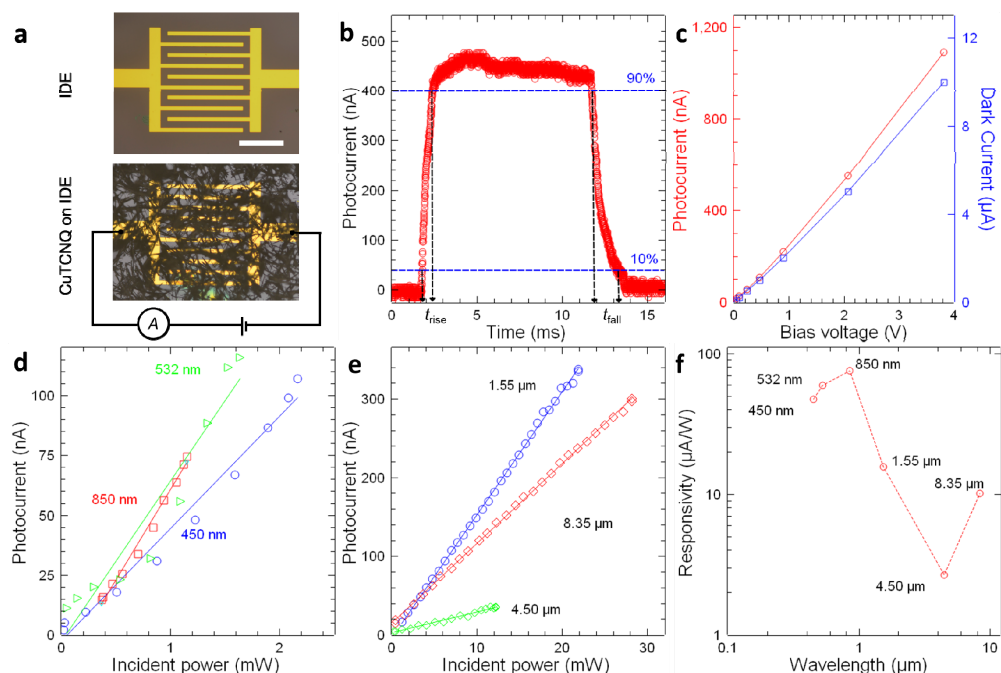 a
IDE
CuTCNQ on IDE
A
b
500
400
300
200
100
0
Photocurrent (nA)
90%
10%
t rise
t fall
0
5
10
15
Time (ms)
c
1,200
900
600
300
0
Photocurrent (nA)
12
8
4
0
Dark Current (µA)
0
1
2
3
4
Bias voltage (V)
d
100
75
50
25
0
Photocurrent (nA)
532 nm
850 nm
450 nm
0
1
2
Incident power (mW)
e
300
200
100
0
Photocurrent (nA)
1.55 µm
8.35 µm
4.50 µm
0
10
20
30
Incident power (mW)
f
100
10
1
Responsivity (µA/W)
850 nm
532 nm
450 nm
1.55 µm
8.35 µm
4.50 µm
0.1
1
10
Wavelength (µm)